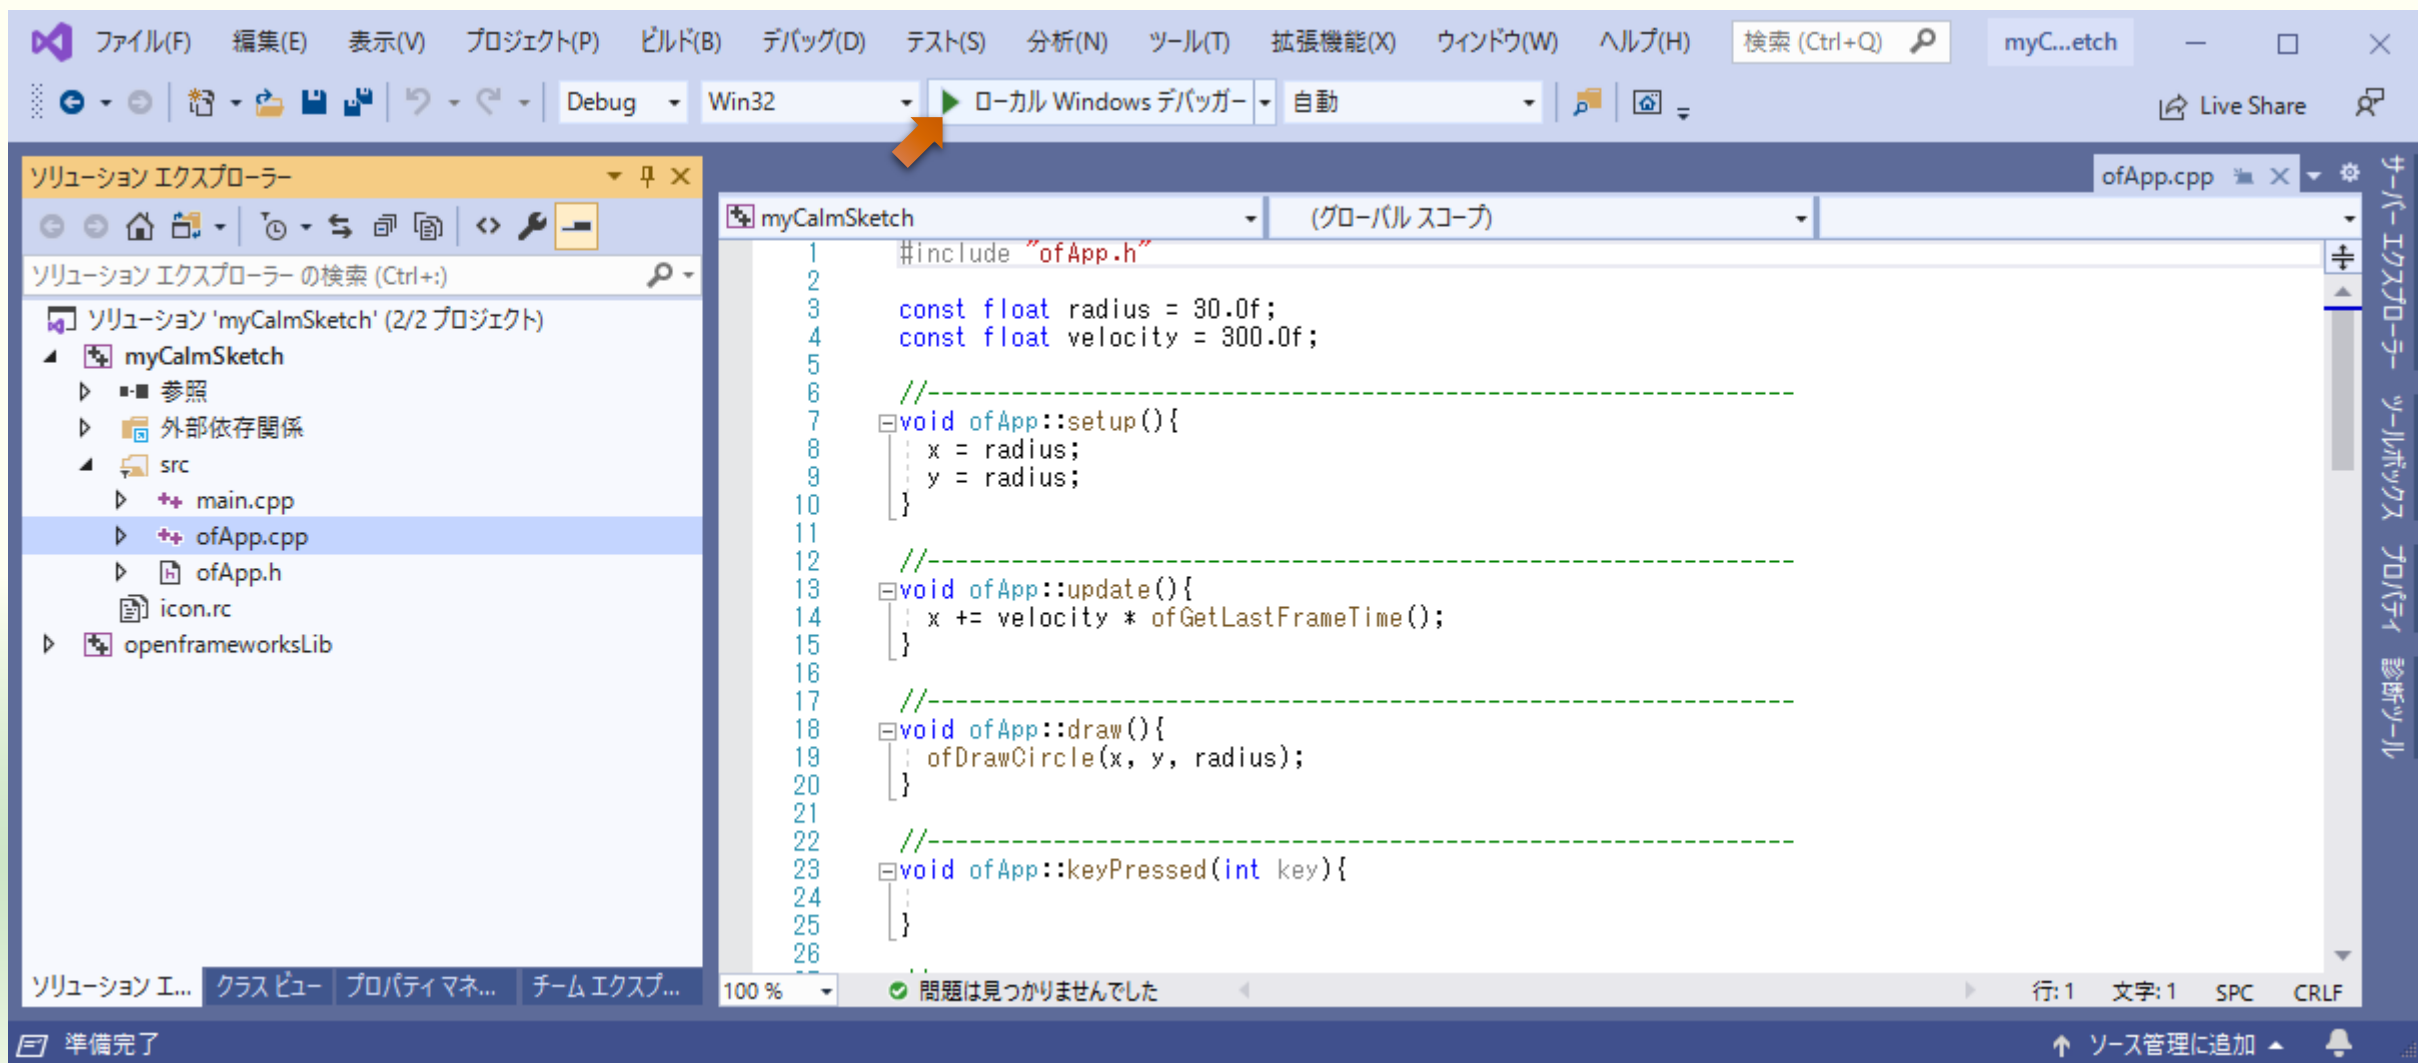 ファイル(F) 編集(E) 表示(V) プロジェクト(P) ビルド(B) デバッグ(D) テスト(S) 分析(N) ツール(T) 拡張機能(X) ウィンドウ(W) ヘルプ(H) 検索 (Ctrl+Q) myC...etch
Debug Win32 ローカル Windows デバッガー 自動 Live Share
ソリューション エクスプローラー
ソリューション エクスプローラー の検索 (Ctrl+:)
ソリューション 'myCalmSketch' (2/2 プロジェクト)
myCalmSketch
参照
外部依存関係
src
main.cpp
ofApp.cpp
ofApp.h
icon.rc
openframeworksLib
ソリューション エ... クラス ビュー プロパティ マネ... チーム エクスプ...
ofApp.cpp
myCalmSketch (グローバル スコープ)
1 #include "ofApp.h"
2
3 const float radius = 30.0f;
4 const float velocity = 300.0f;
5
6 //--------------------------------------------------------------
7 void ofApp::setup(){
8 x = radius;
9 y = radius;
10 }
11
12 //--------------------------------------------------------------
13 void ofApp::update(){
14 x += velocity * ofGetLastFrameTime();
15 }
16
17 //--------------------------------------------------------------
18 void ofApp::draw(){
19 ofDrawCircle(x, y, radius);
20 }
21
22 //--------------------------------------------------------------
23 void ofApp::keyPressed(int key){
24
25 }
26
100 % 問題は見つかりませんでした 行: 1 文字: 1 SPC CRLF
サーバー エクスプローラー
ツールボックス
プロパティ
診断ツール
準備完了 ソース管理に追加